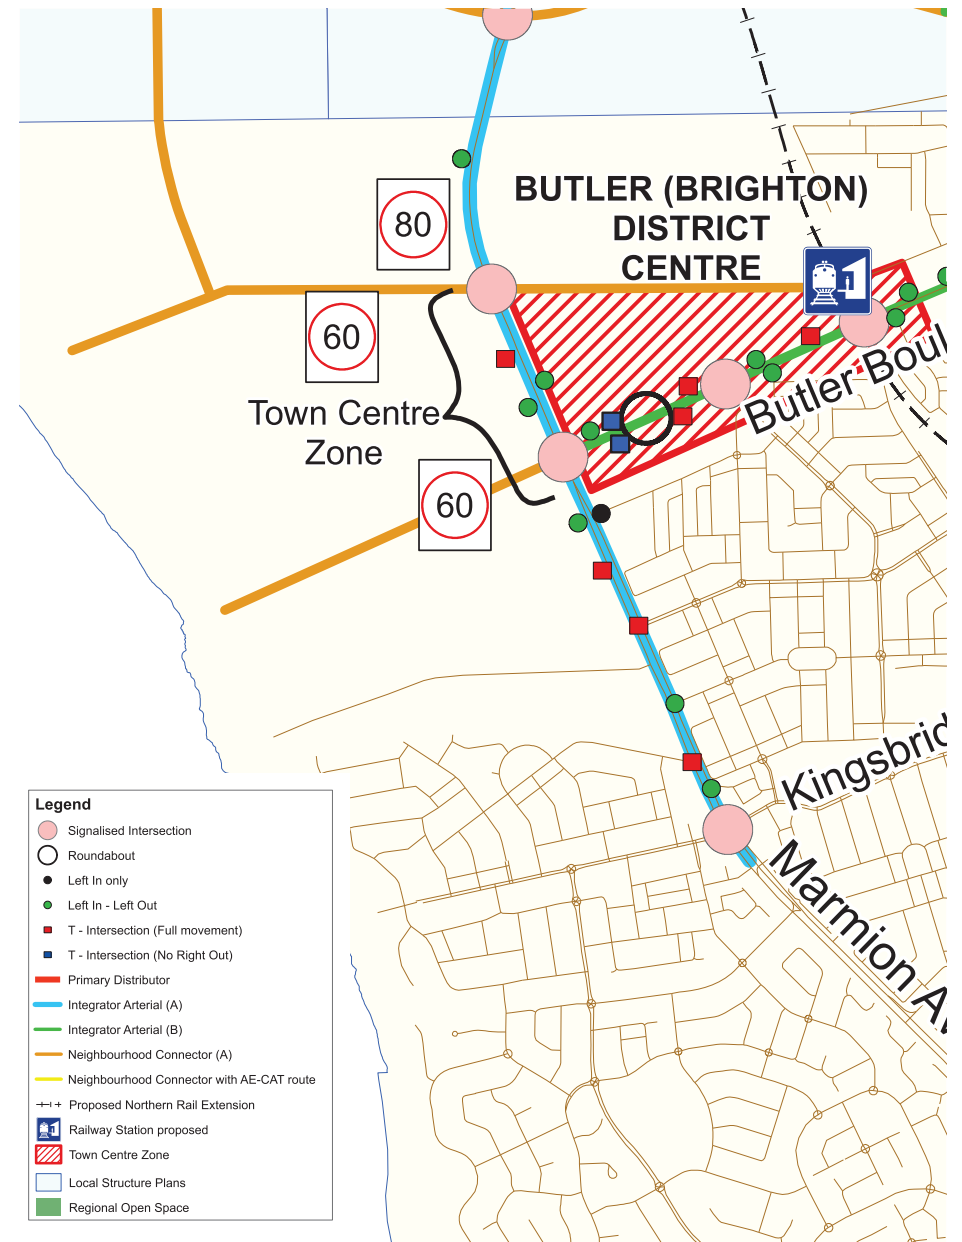 BUTLER (BRIGHTON)
DISTRICT
CENTRE
80
60
Town Centre
Zone
60
Butler Boul
Kingsbrid
Marmion Av
Legend
Signalised Intersection
Roundabout
Left In only
Left In - Left Out
T - Intersection (Full movement)
T - Intersection (No Right Out)
Primary Distributor
Integrator Arterial (A)
Integrator Arterial (B)
Neighbourhood Connector (A)
Neighbourhood Connector with AE-CAT route
Proposed Northern Rail Extension
Railway Station proposed
Town Centre Zone
Local Structure Plans
Regional Open Space